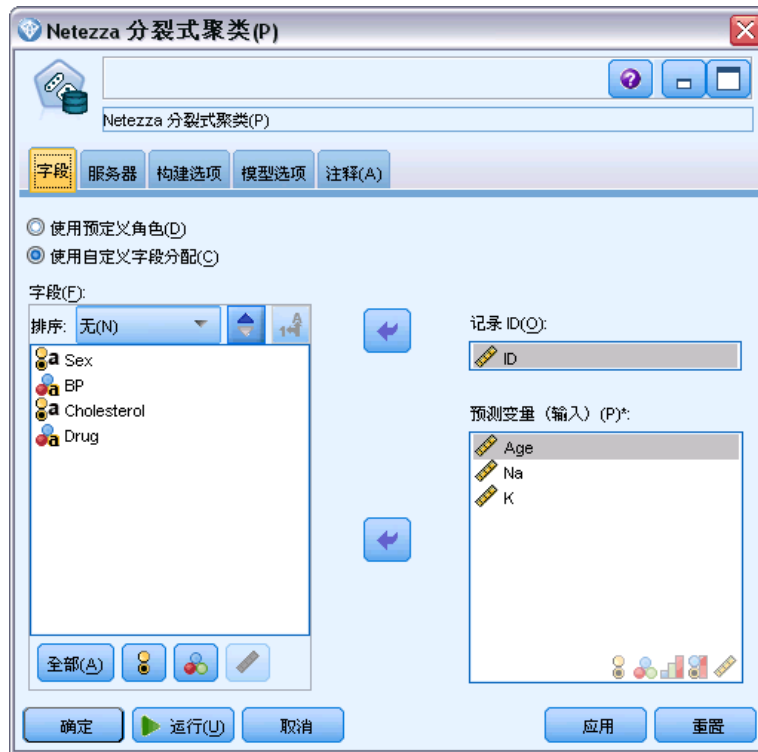 Netezza 分裂式聚类(P)
Netezza 分裂式聚类(P)
字段 服务器 构建选项 模型选项 注释(A)
使用预定义角色(D)
使用自定义字段分配(C)
字段(F):
排序: 无(N)
Sex
BP
Cholesterol
Drug
全部(A)
记录 ID(O):
ID
预测变量（输入）(P)*:
Age
Na
K
确定 运行(U) 取消 应用 重置